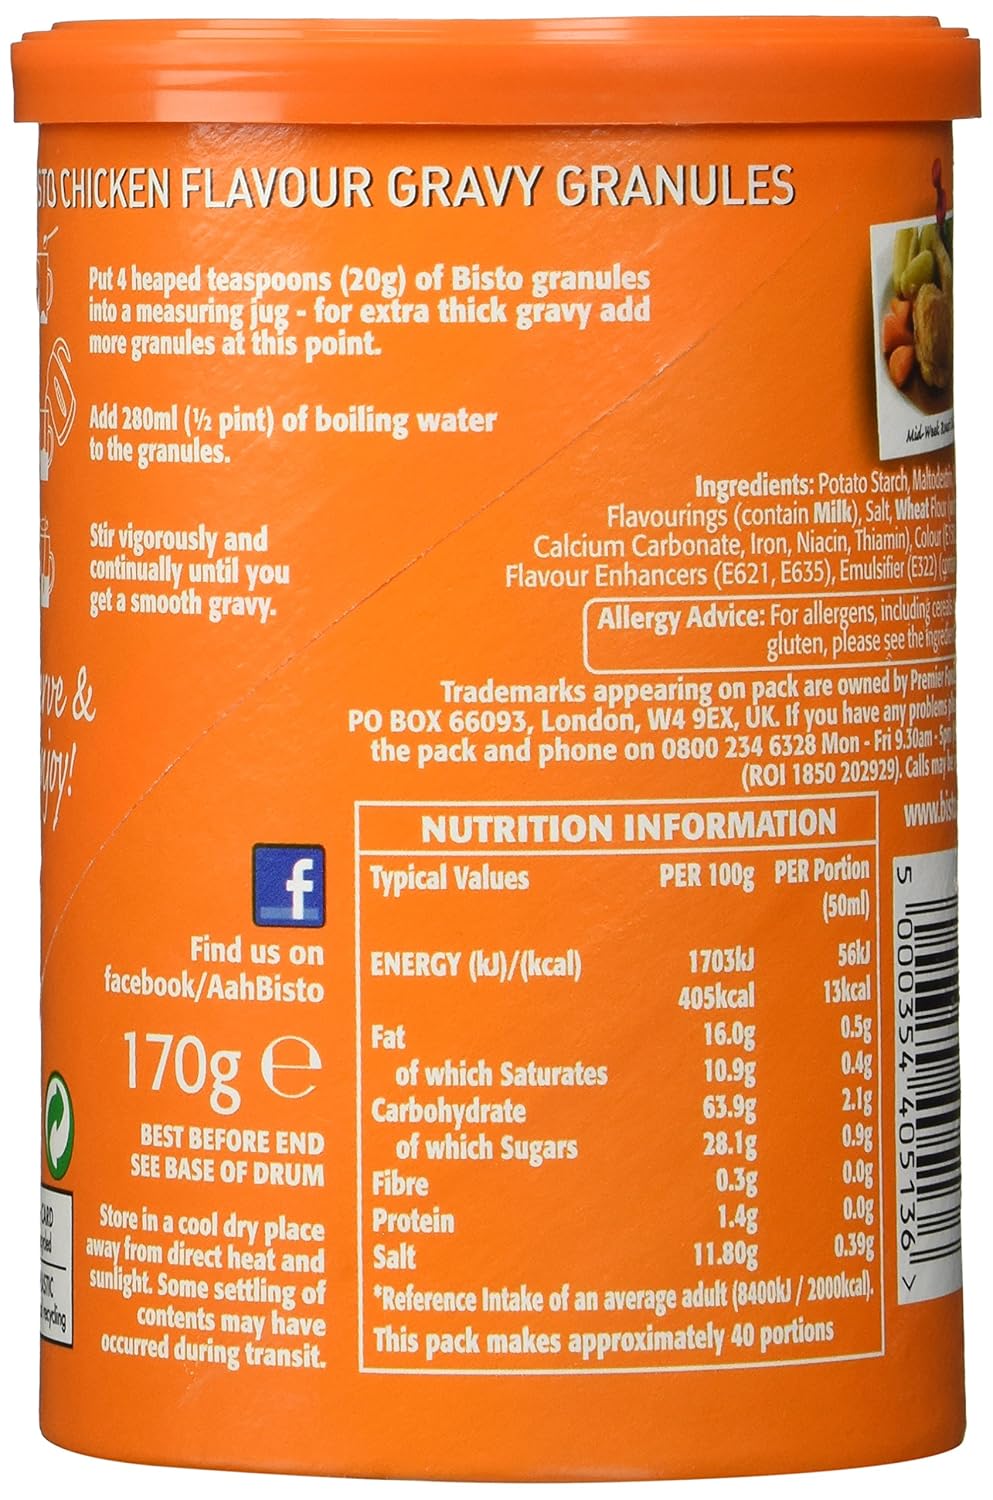 CHICKEN FLAVOUR GRAVY GRANULES
Put 4 heaped teaspoons (20g) of Bisto granules
into a measuring jug - for extra thick gravy add
more granules at this point.
Add 280ml (½ pint) of boiling water
to the granules.
Stir vigorously and
continually until you
get a smooth gravy.
&
Mid-Week Roast
Ingredients: Potato Starch,
Flavourings (contain Milk), Salt, Wheat Flour
Calcium Carbonate, Iron, Niacin, Thiamin), Colour
Flavour Enhancers (E621, E635), Emulsifier (E322)
Allergy Advice: For allergens, including
gluten, please see the
Trademarks appearing on pack are owned by Premier
PO BOX 66093, London, W4 9EX, UK. If you have any problems
the pack and phone on 0800 234 6328 Mon - Fri 9.30am - 5pm
(ROI 1850 202929). Calls may
NUTRITION INFORMATION
Typical Values PER 100g PER Portion
(50ml)
ENERGY (kJ)/(kcal) 1703kJ 56kJ
405kcal 13kcal
Fat 16.0g 0.5g
of which Saturates 10.9g 0.4g
Carbohydrate 63.9g 2.1g
of which Sugars 28.1g 0.9g
Fibre 0.3g 0.0g
Protein 1.4g 0.0g
Salt 11.80g 0.39g
*Reference Intake of an average adult (8400kJ / 2000kcal).
This pack makes approximately 40 portions
f
Find us on
facebook/AahBisto
170g e
BEST BEFORE END
SEE BASE OF DRUM
Store in a cool dry place
away from direct heat and
sunlight. Some settling of
contents may have
occurred during transit.
recycling
5 000354 405136 >